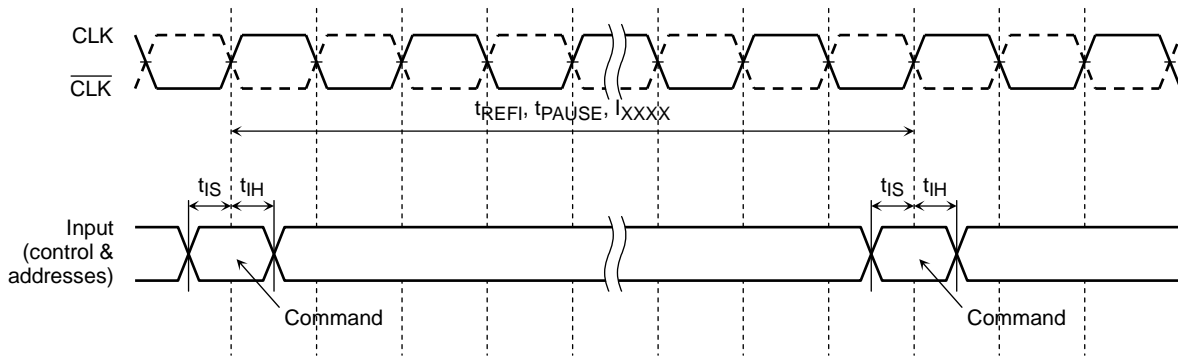 CLK
CLK
tREFI, tPAUSE, IXXXX
tIS
tIH
tIS
tIH
Input
(control &
addresses)
Command
Command